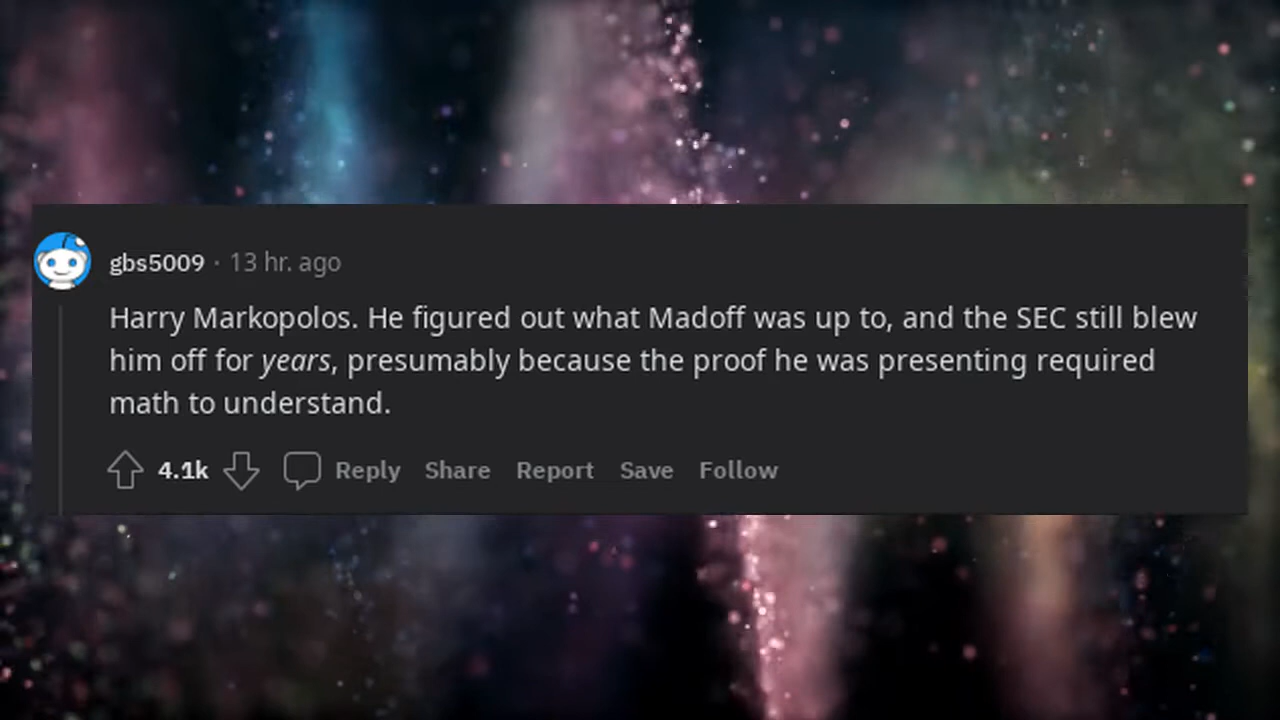 gbs5009 · 13 hr. ago
Harry Markopolos. He figured out what Madoff was up to, and the SEC still blew
him off for years, presumably because the proof he was presenting required
math to understand.
4.1k Reply Share Report Save Follow